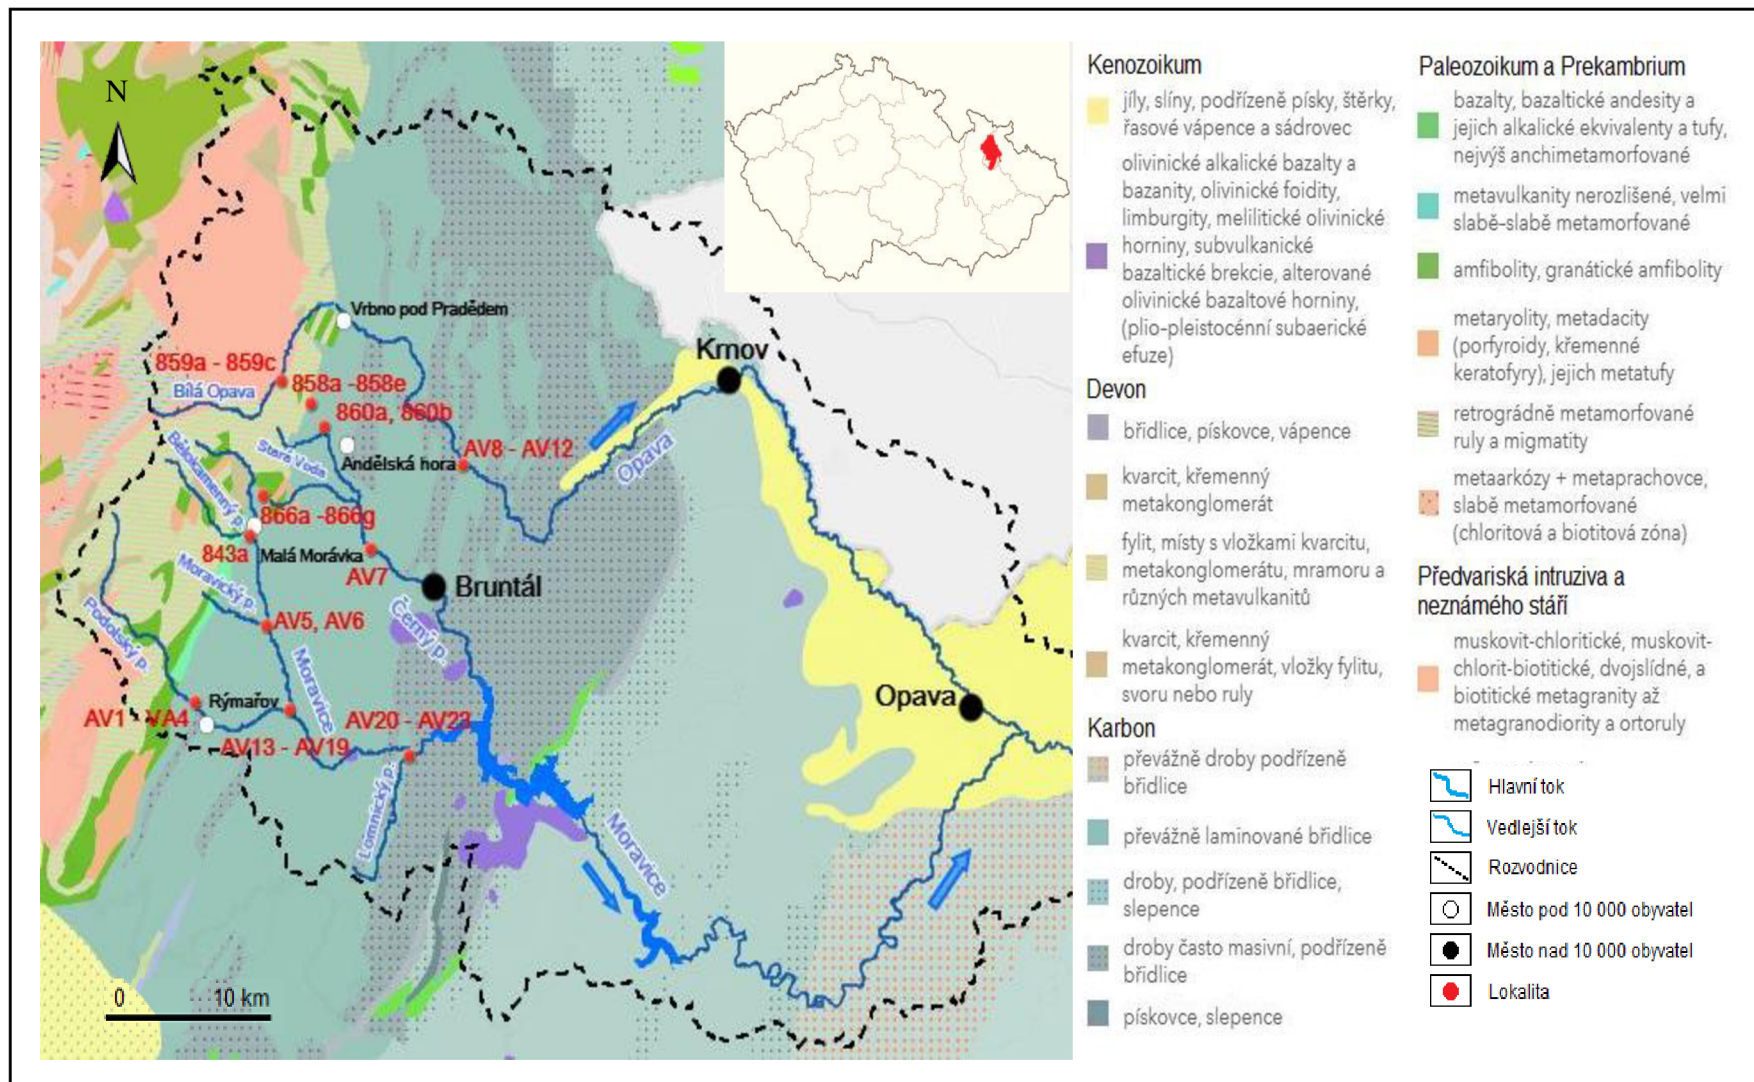 N
Vrbno pod Pradědem
859a - 859c
858a -858e
Bílá Opava
860a, 860b
Stará Voda
Andělská hora
AV8 - AV12
Opava
Krnov
Bělokamenný p.
866a -866g
843a
Malá Morávka
AV7
Bruntál
Moravický p.
Podolský p.
AV5, AV6
Černý p.
Opava
Rýmařov
AV1 - VA4
Moravice
AV20 - AV23
AV13 - AV19
Lomnický p.
Moravice
0 10 km
Kenozoikum
jíly, slíny, podřízeně písky, štěrky,
řasové vápence a sádrovec
olivinické alkalické bazalty a
bazanity, olivinické foidity,
limburgity, melilitické olivinické
horniny, subvulkanické
bazaltické brekcie, alterované
olivinické bazaltové horniny,
(plio-pleistocénní subaerické
efuze)
Devon
břidlice, pískovce, vápence
kvarcit, křemenný
metakonglomerát
fylit, místy s vložkami kvarcitu,
metakonglomerátu, mramoru a
různých metavulkanitů
kvarcit, křemenný
metakonglomerát, vložky fylitu,
svoru nebo ruly
Karbon
převážně droby podřízeně
břidlice
převážně laminované břidlice
droby, podřízeně břidlice,
slepence
droby často masivní, podřízeně
břidlice
pískovce, slepence
Paleozoikum a Prekambrium
bazalty, bazaltické andesity a
jejich alkalické ekvivalenty a tufy,
nejvýš anchimetamorfované
metavulkanity nerozlišené, velmi
slabě-slabě metamorfované
amfibolity, granátické amfibolity
metaryolity, metadacity
(porfyroidy, křemenné
keratofyry), jejich metatufy
retrográdně metamorfované
ruly a migmatity
metaarkózy + metaprachovce,
slabě metamorfované
(chloritová a biotitová zóna)
Předvariská intruziva a
neznámého stáří
muskovit-chloritické, muskovit-
chlorit-biotitické, dvojslídné, a
biotitické metagranity až
metagranodiority a ortoruly
Hlavní tok
Vedlejší tok
Rozvodnice
Město pod 10 000 obyvatel
Město nad 10 000 obyvatel
Lokalita